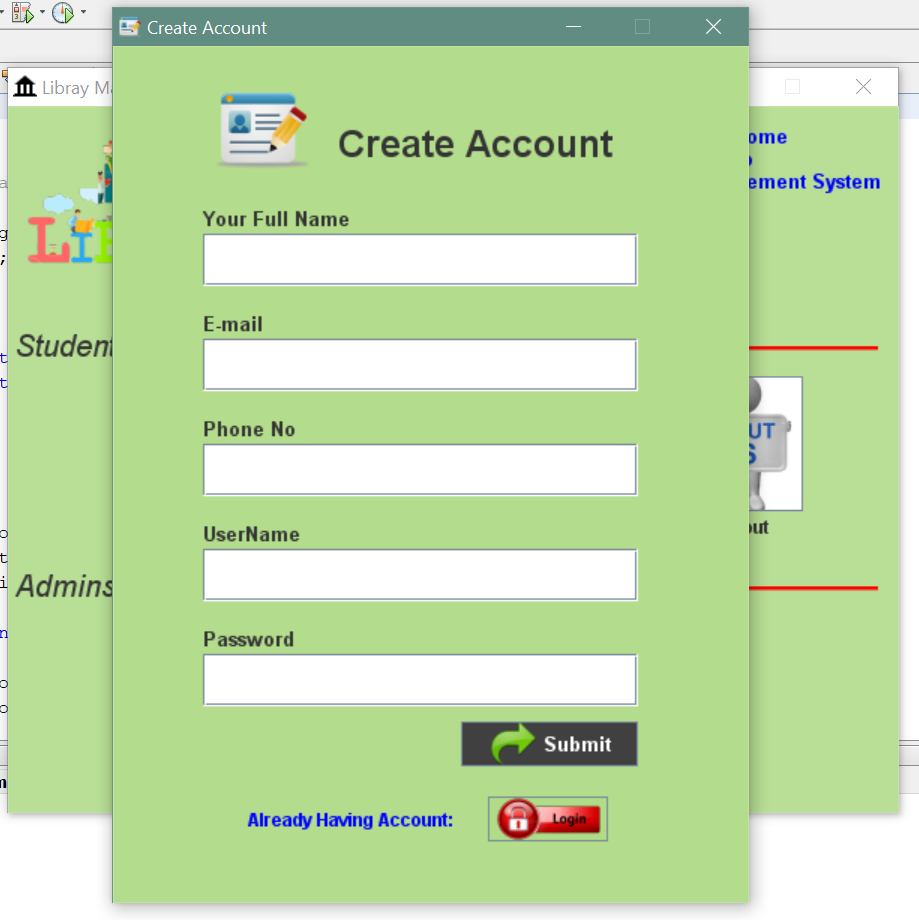 Create Account
Libray Ma
ome
ement System
Create Account
Your Full Name
E-mail
Phone No
UserName
Password
Submit
Already Having Account:
Login
LI
Student
UT
S
out
Admins